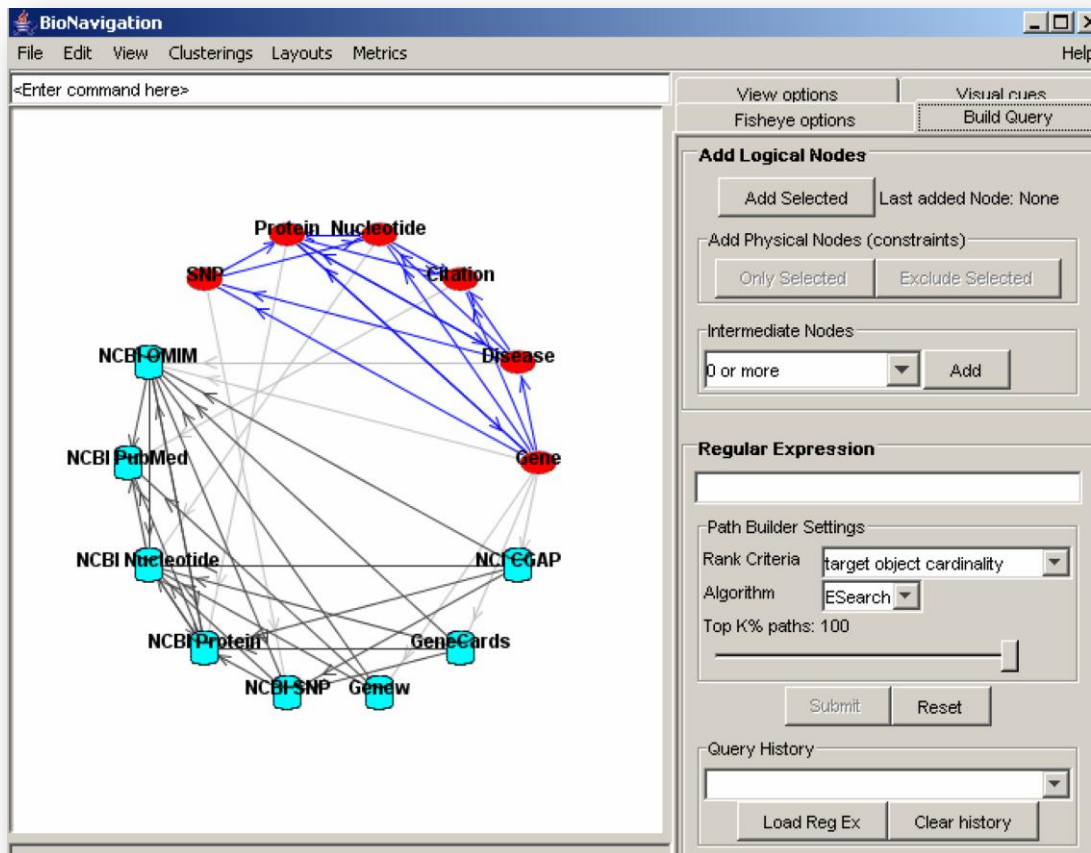 BioNavigation
File Edit View Clusterings Layouts Metrics Help
<Enter command here>
View options Visual cues
Fisheye options Build Query
Add Logical Nodes
Add Selected Last added Node: None
Add Physical Nodes (constraints)
Only Selected Exclude Selected
Intermediate Nodes
0 or more Add
Regular Expression
Path Builder Settings
Rank Criteria target object cardinality
Algorithm ESearch
Top K% paths: 100
Submit Reset
Query History
Load Reg Ex Clear history
Protein Nucleotide
SNP Citation
NCBI OMIM Disease
NCBI PubMed Gene
NCBI Nucleotide NCI CGAP
NCBI Protein GeneCards
NCBI SNP Genew